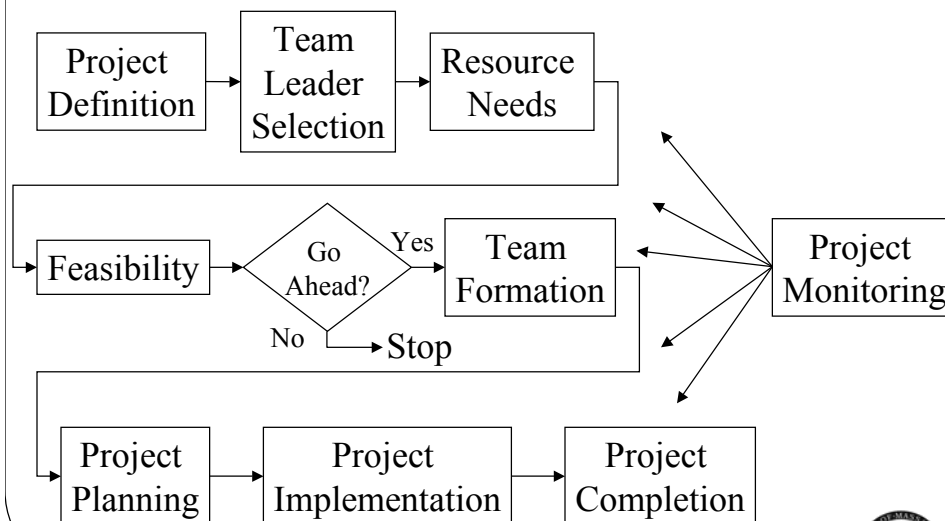 Project
Definition
Team
Leader
Selection
Resource
Needs
Feasibility
Go
Ahead?
Yes
No
Stop
Team
Formation
Project
Monitoring
Project
Planning
Project
Implementation
Project
Completion